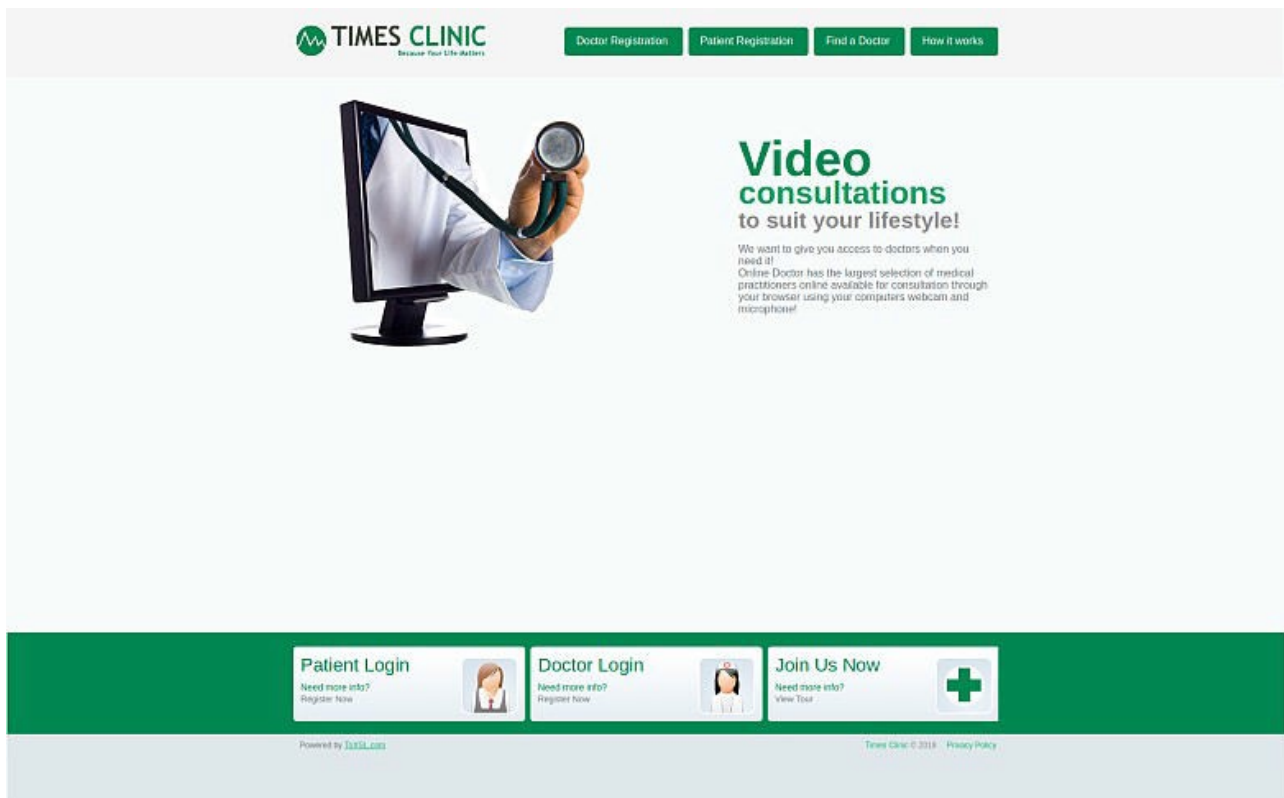 TIMES CLINIC
Because Your Life Matters
Doctor Registration
Patient Registration
Find a Doctor
How it works
Video
consultations
to suit your lifestyle!
We want to give you access to doctors when you
need it!
Online Doctor has the largest selection of medical
practitioners online available for consultation through
your browser using your computers webcam and
microphone!
Patient Login
Need more info?
Register Now
Doctor Login
Need more info?
Register Now
Join Us Now
Need more info?
View Tour
Powered by
Times Clinic © 2016 Privacy Policy